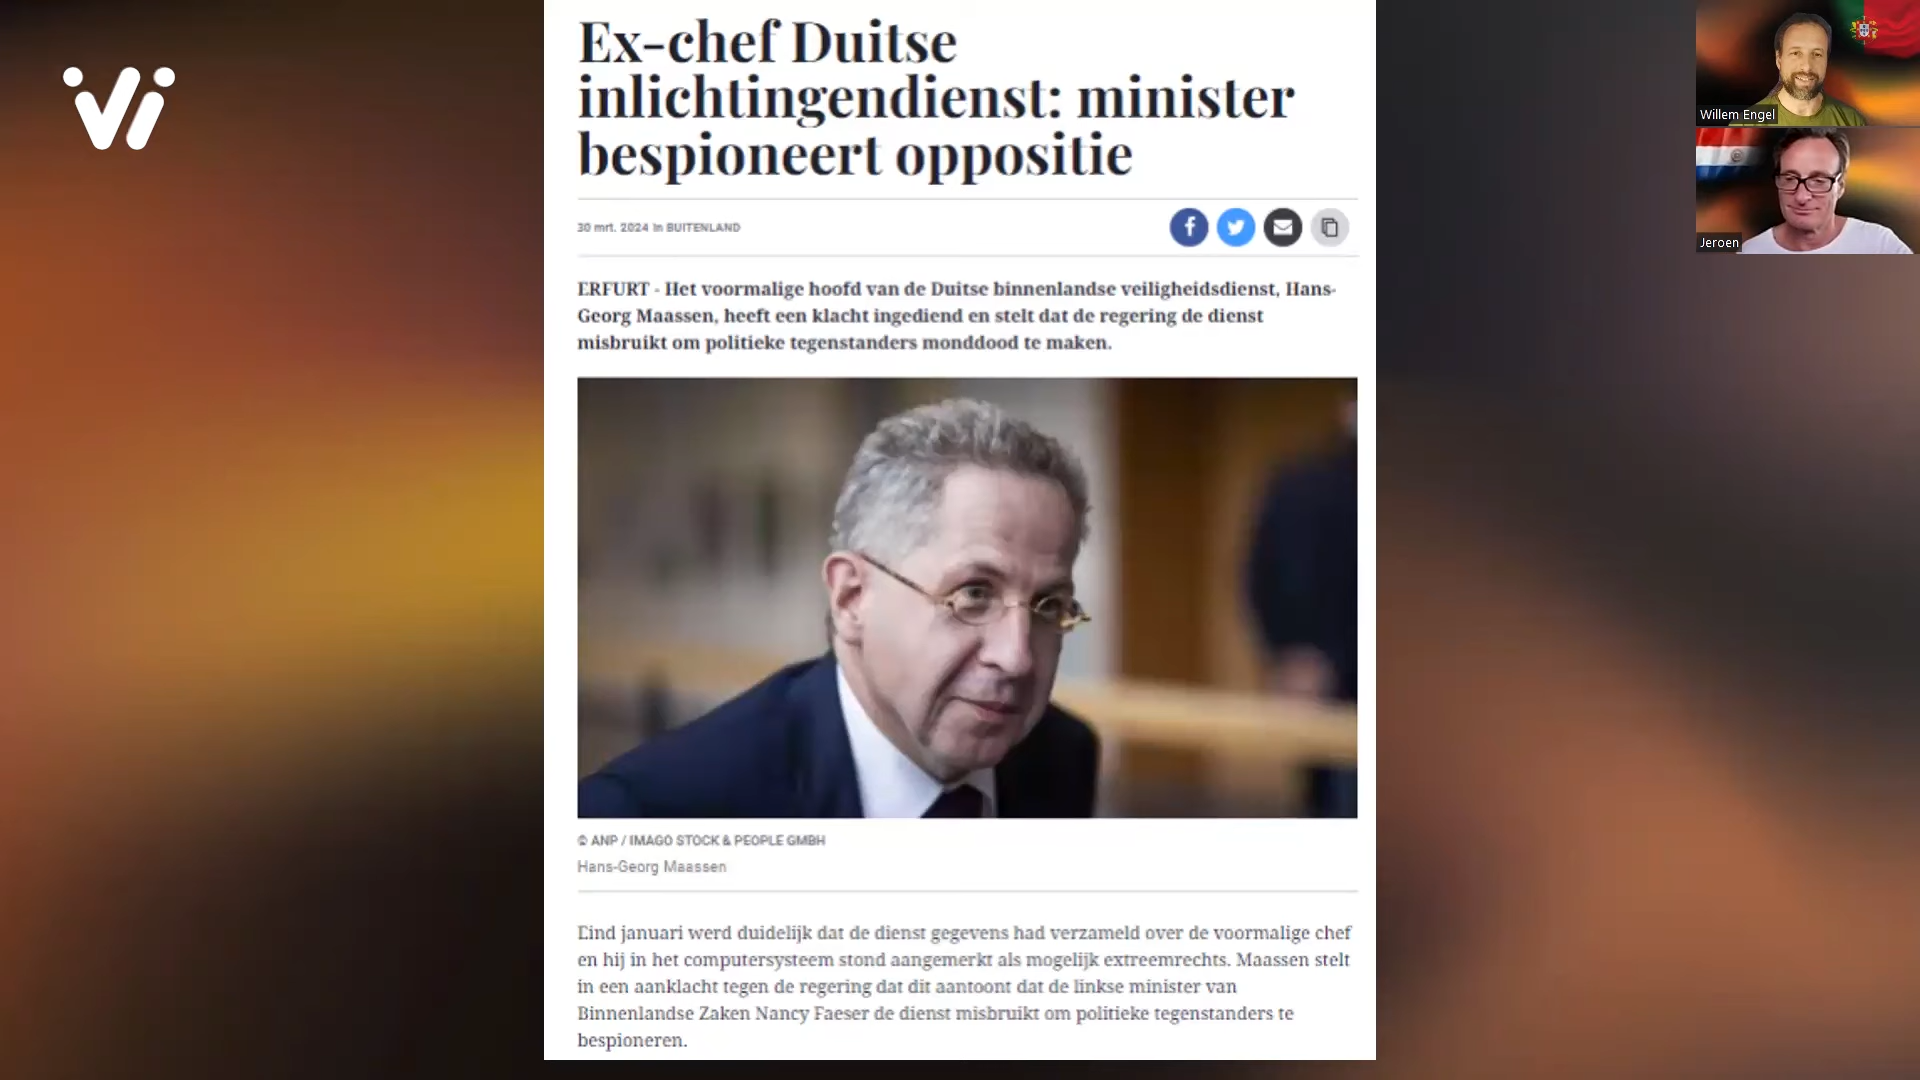 Ex-chef Duitse
inlichtingendienst: minister
bespioneert oppositie
30 mrt. 2024 in BUITENLAND
ERFURT - Het voormalige hoofd van de Duitse binnenlandse veiligheidsdienst, Hans-
Georg Maassen, heeft een klacht ingediend en stelt dat de regering de dienst
misbruikt om politieke tegenstanders monddood te maken.
© ANP / IMAGO STOCK & PEOPLE GMBH
Hans-Georg Maassen
Eind januari werd duidelijk dat de dienst gegevens had verzameld over de voormalige chef
en hij in het computersysteem stond aangemerkt als mogelijk extreemrechts. Maassen stelt
in een aanklacht tegen de regering dat dit aantoont dat de linkse minister van
Binnenlandse Zaken Nancy Faeser de dienst misbruikt om politieke tegenstanders te
bespioneren.
Willem Engel
Jeroen